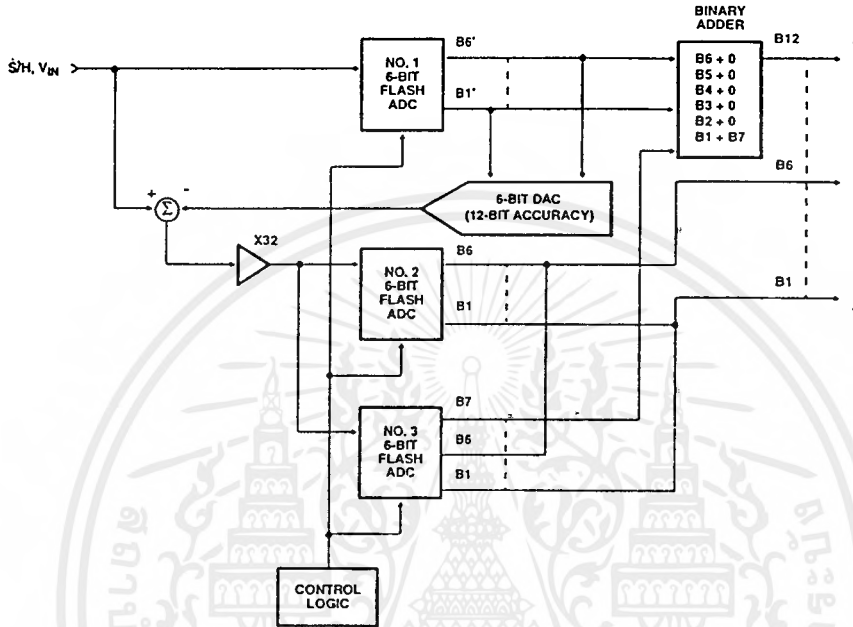 BINARY
ADDER
S/H, VIN
NO. 1
6-BIT
FLASH
ADC
B6'
B1'
B6 + 0
B5 + 0
B4 + 0
B3 + 0
B2 + 0
B1 + B7
B12
+
-
Σ
6-BIT DAC
(12-BIT ACCURACY)
B6
X32
NO. 2
6-BIT
FLASH
ADC
B6
B1
B1
NO. 3
6-BIT
FLASH
ADC
B7
B6
B1
CONTROL
LOGIC